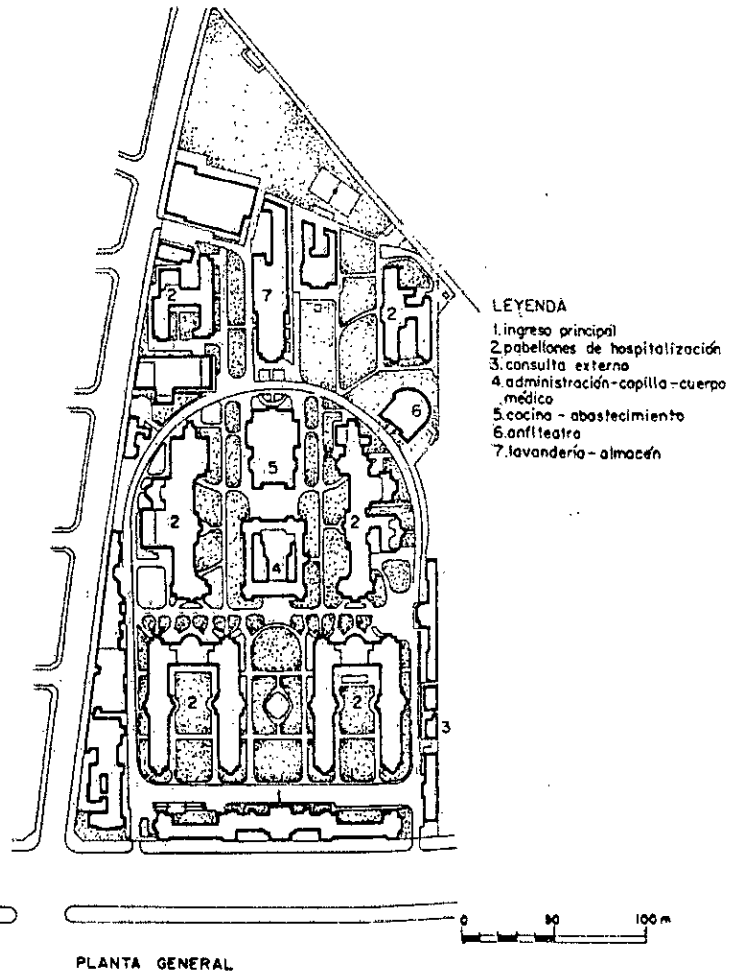 2
7
2
6
5
2
2
4
2
2
3
1
LEYENDA
1. ingreso principal
2. pabellones de hospitalización
3. consulta externa
4. administración-capilla-cuerpo
médico
5. cocina - abastecimiento
6. anfiteatro
7. lavandería - almacén
0 50 100 m
PLANTA GENERAL